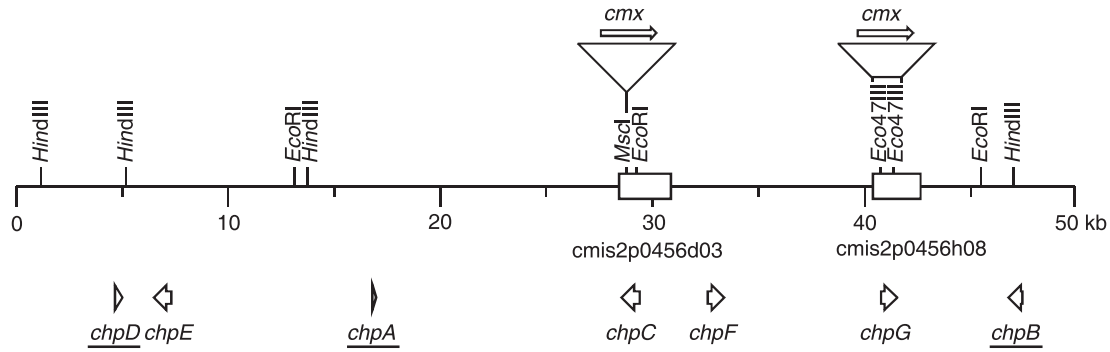 cmx cmx
HindIII HindIII EcoRI HindIII MscI EcoRI Eco47III Eco47III EcoRI HindIII
0 10 20 30 40 50 kb
cmis2p0456d03 cmis2p0456h08
chpD chpE chpA chpC chpF chpG chpB